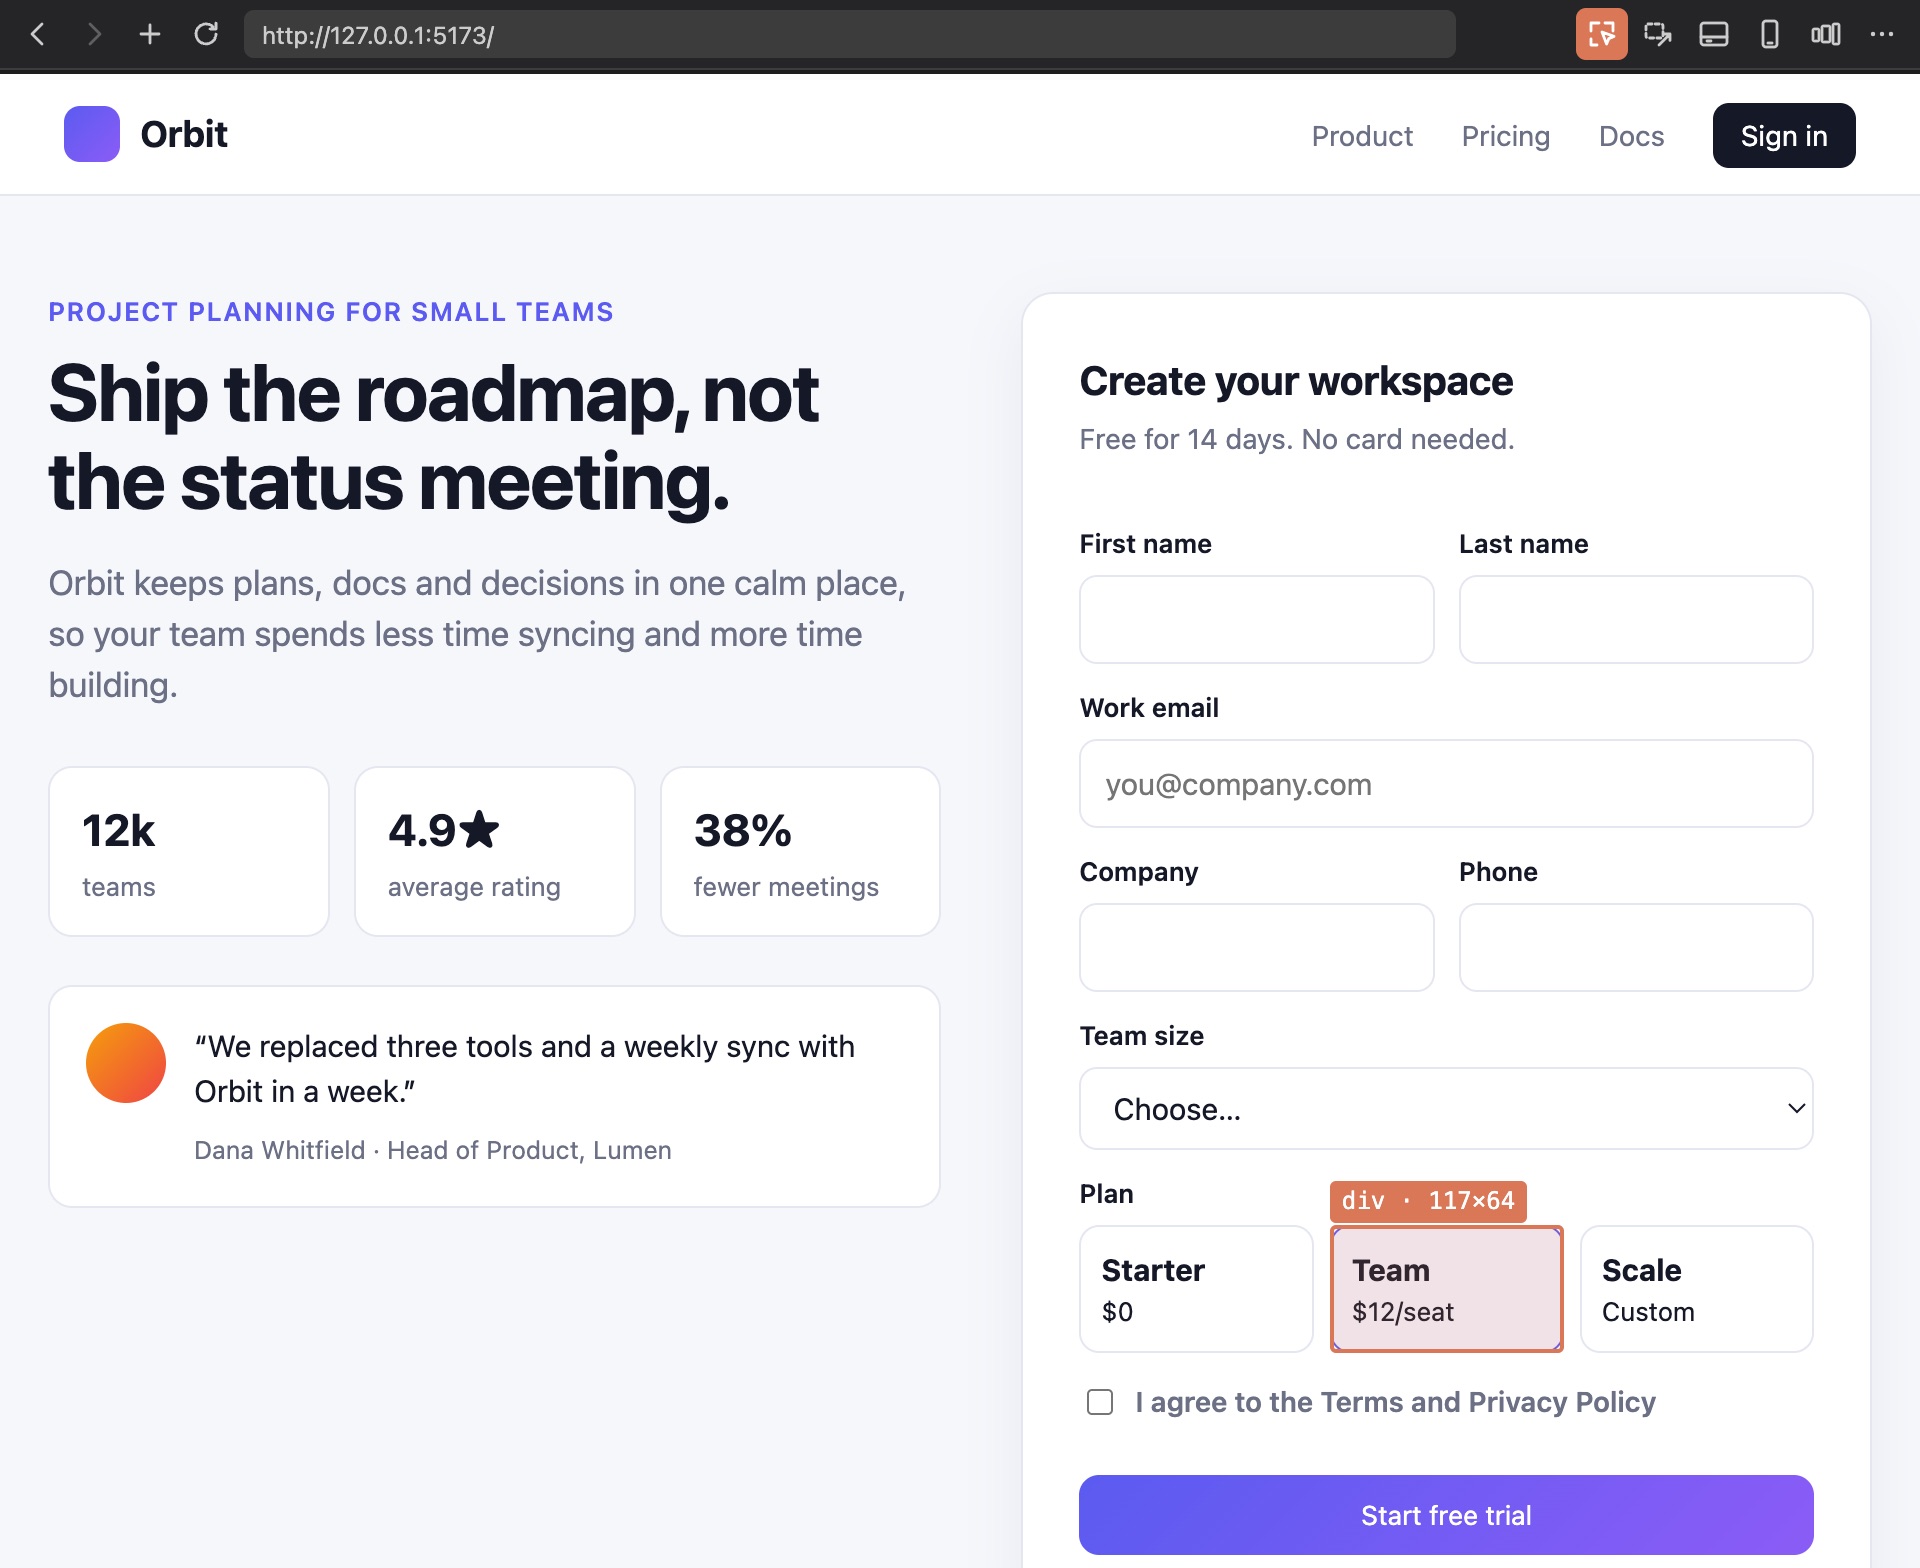 http://127.0.0.1:5173/
Orbit
Product
Pricing
Docs
Sign in
PROJECT PLANNING FOR SMALL TEAMS
Ship the roadmap, not
the status meeting.
Orbit keeps plans, docs and decisions in one calm place,
so your team spends less time syncing and more time
building.
12k
teams
4.9★
average rating
38%
fewer meetings
“We replaced three tools and a weekly sync with
Orbit in a week.”
Dana Whitfield · Head of Product, Lumen
Create your workspace
Free for 14 days. No card needed.
First name
Last name
Work email
you@company.com
Company
Phone
Team size
Choose...
Plan
div · 117×64
Starter
$0
Team
$12/seat
Scale
Custom
I agree to the Terms and Privacy Policy
Start free trial